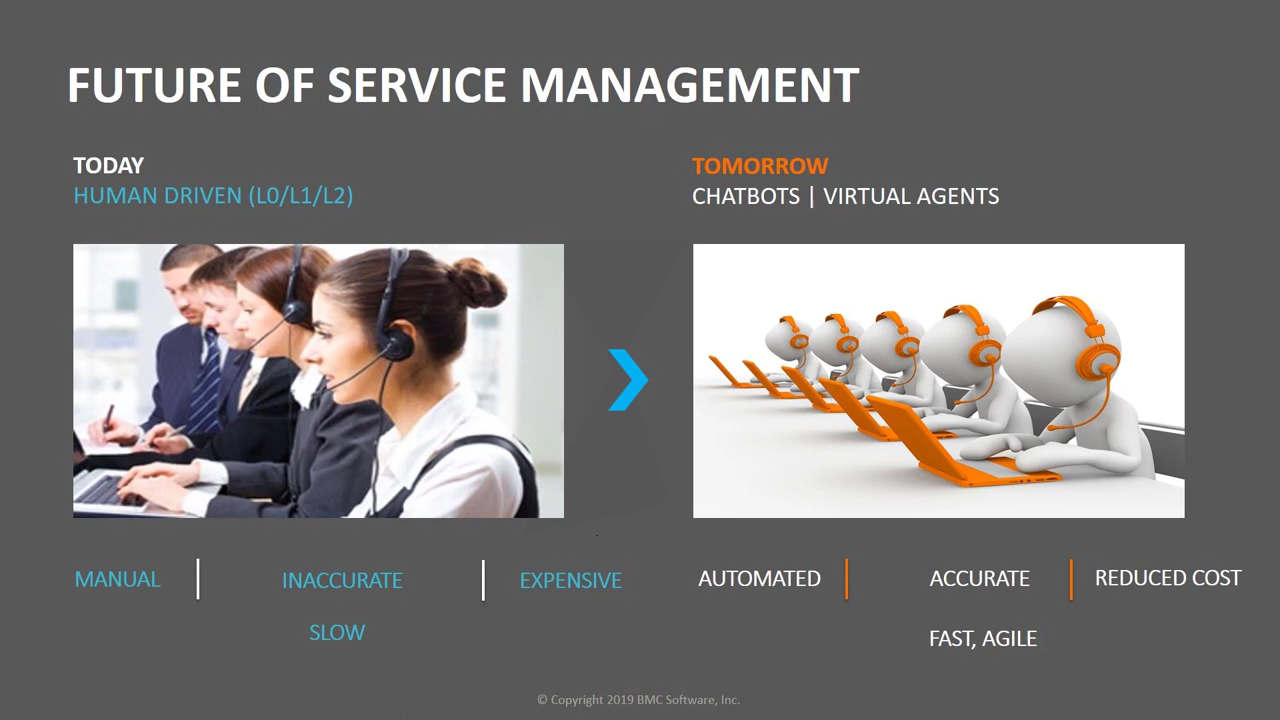 FUTURE OF SERVICE MANAGEMENT
TODAY
HUMAN DRIVEN (L0/L1/L2)
TOMORROW
CHATBOTS | VIRTUAL AGENTS
MANUAL
INACCURATE
EXPENSIVE
SLOW
AUTOMATED
ACCURATE
REDUCED COST
FAST, AGILE
© Copyright 2019 BMC Software, Inc.